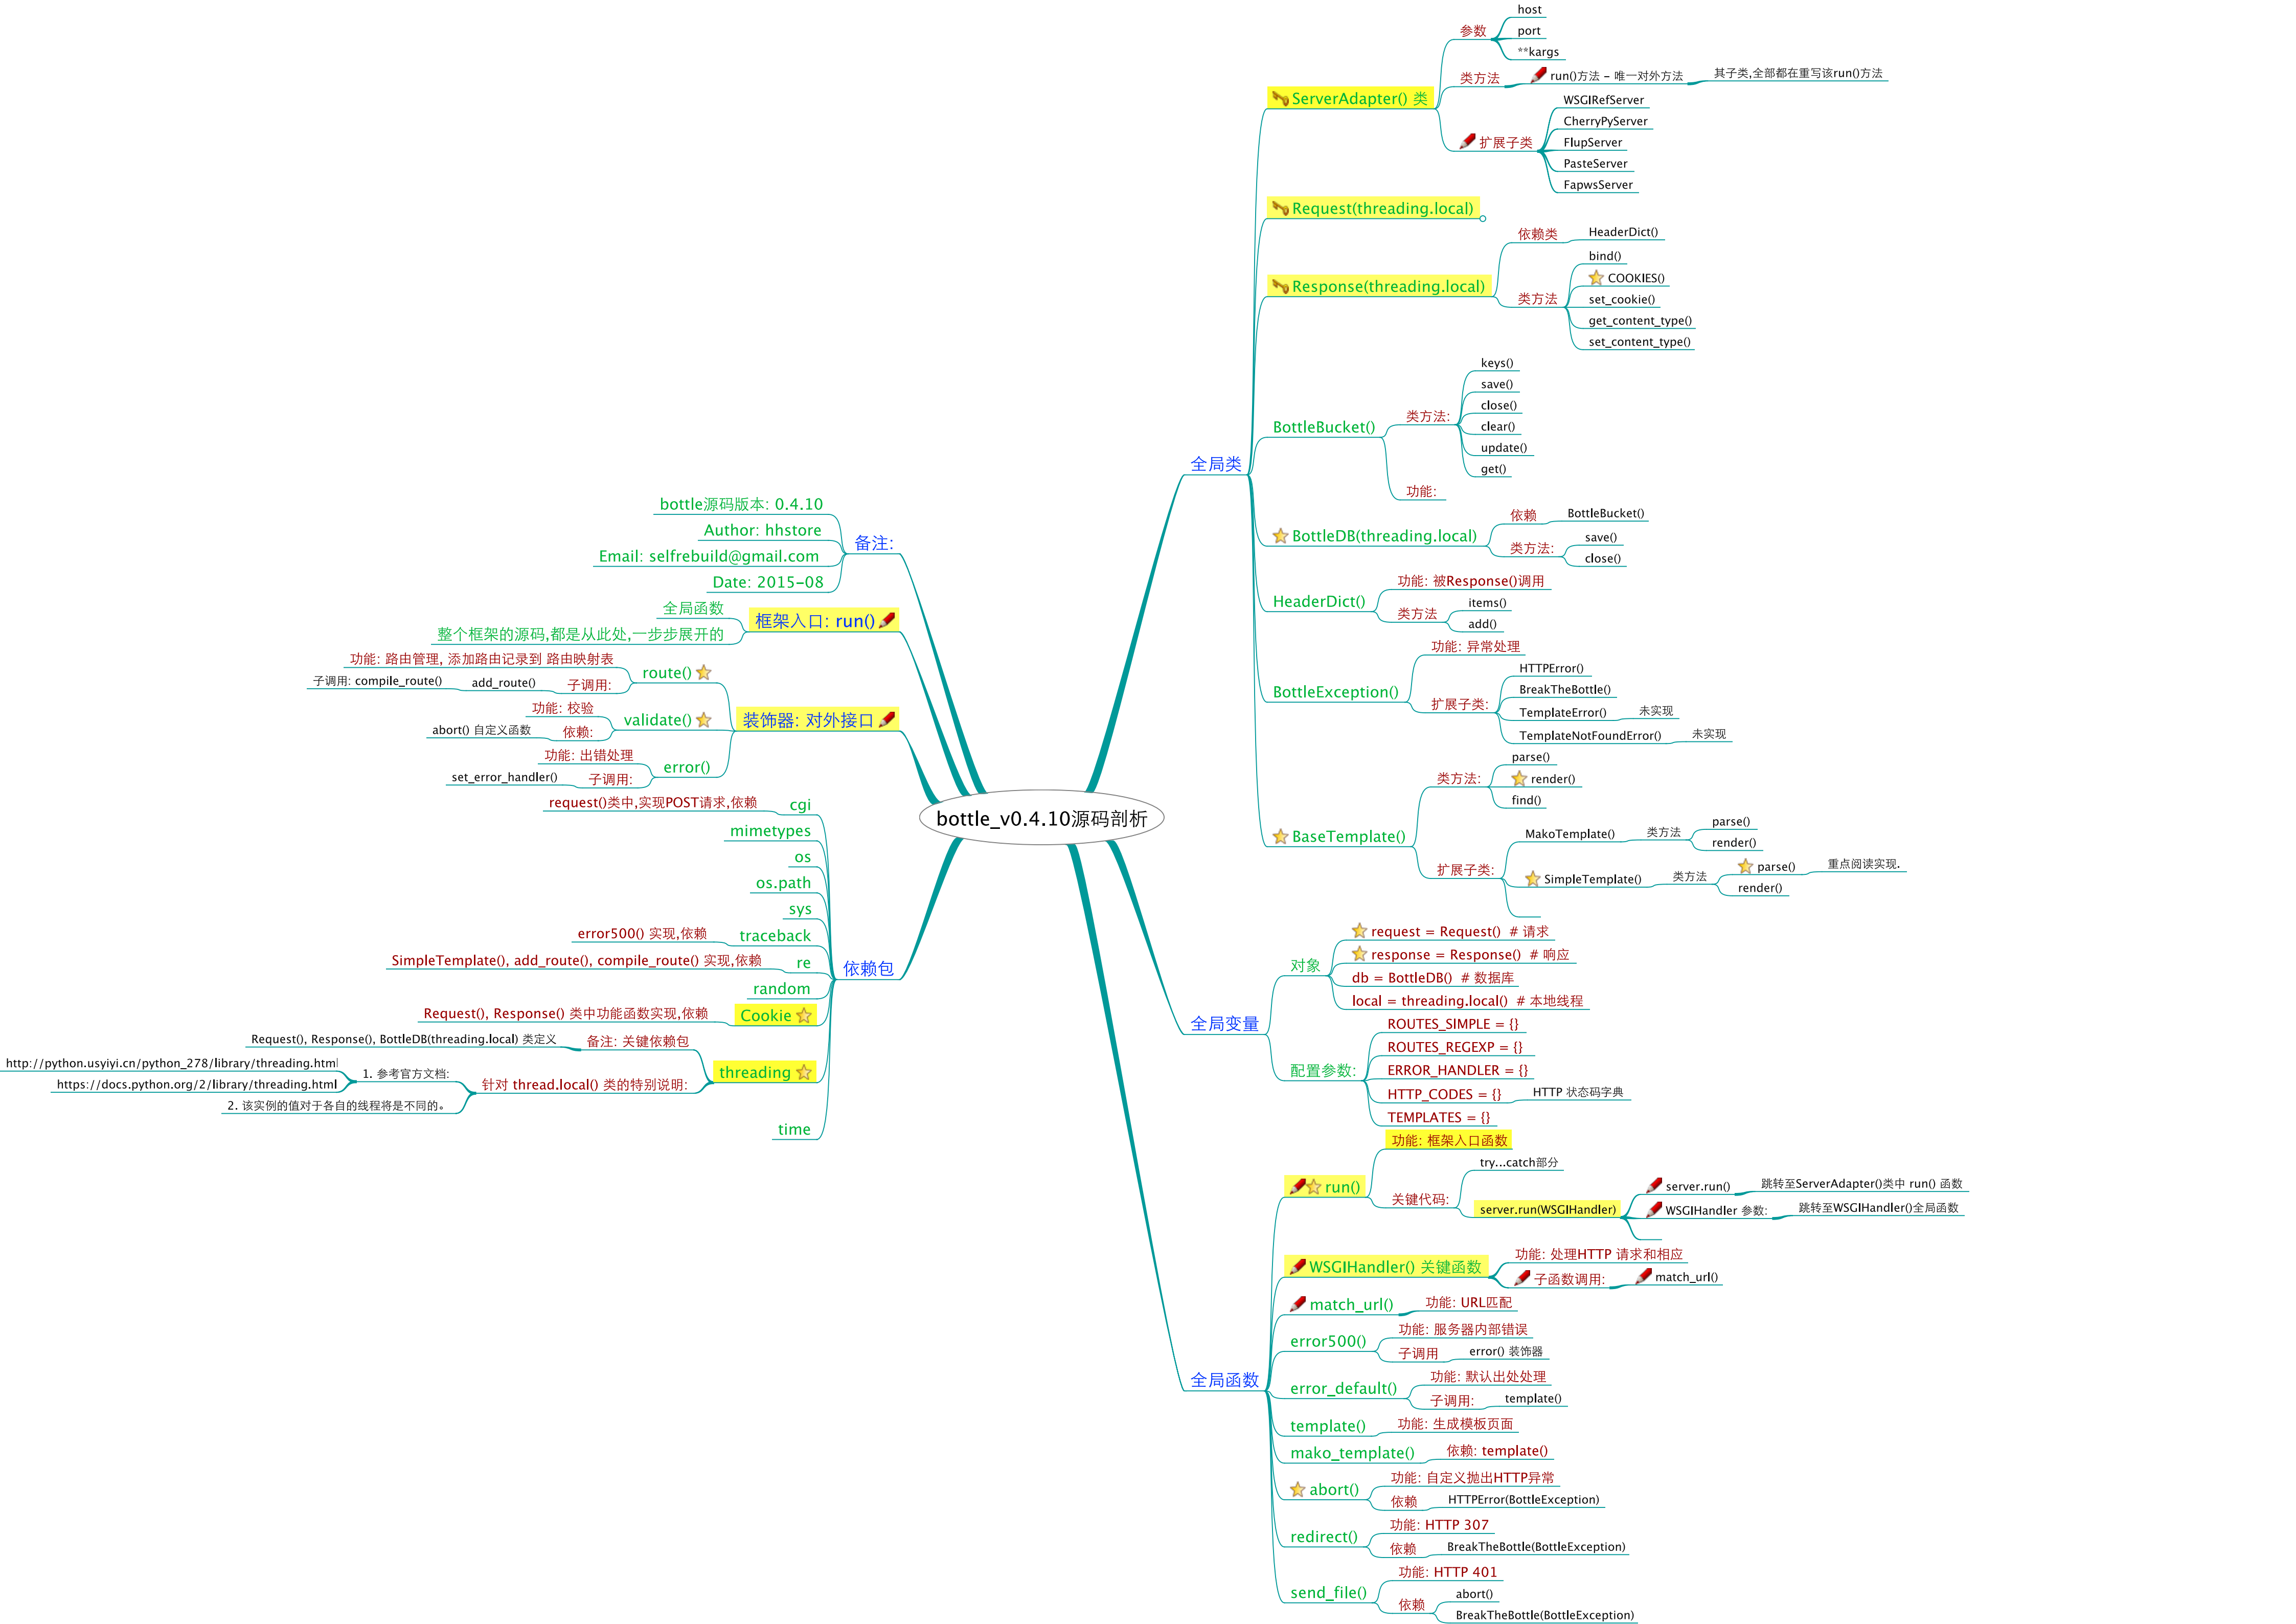 bottle_v0.4.10源码剖析
备注:
bottle源码版本: 0.4.10
Author: hhstore
Email: selfrebuild@gmail.com
Date: 2015-08
框架入口: run()
全局函数
整个框架的源码,都是从此处,一步步展开的
装饰器: 对外接口
route()
功能: 路由管理, 添加路由记录到 路由映射表
子调用:
add_route()
子调用: compile_route()
validate()
功能: 校验
依赖:
abort() 自定义函数
error()
功能: 出错处理
子调用:
set_error_handler()
依赖包
cgi
request()类中,实现POST请求,依赖
mimetypes
os
os.path
sys
traceback
error500() 实现,依赖
re
SimpleTemplate(), add_route(), compile_route() 实现,依赖
random
Cookie
Request(), Response() 类中功能函数实现,依赖
threading
备注: 关键依赖包
Request(), Response(), BottleDB(threading.local) 类定义
针对 thread.local() 类的特别说明:
1. 参考官方文档:
http://python.usyiyi.cn/python_278/library/threading.html
https://docs.python.org/2/library/threading.html
2. 该实例的值对于各自的线程将是不同的。
time
全局类
ServerAdapter() 类
参数
host
port
**kargs
类方法
run()方法 – 唯一对外方法
其子类,全部都在重写该run()方法
扩展子类
WSGIRefServer
CherryPyServer
FlupServer
PasteServer
FapwsServer
Request(threading.local)
Response(threading.local)
依赖类
HeaderDict()
类方法
bind()
COOKIES()
set_cookie()
get_content_type()
set_content_type()
BottleBucket()
类方法:
keys()
save()
close()
clear()
update()
get()
功能:
BottleDB(threading.local)
依赖
BottleBucket()
类方法:
save()
close()
HeaderDict()
功能: 被Response()调用
类方法
items()
add()
BottleException()
功能: 异常处理
扩展子类:
HTTPError()
BreakTheBottle()
TemplateError()
未实现
TemplateNotFoundError()
未实现
BaseTemplate()
类方法:
parse()
render()
find()
扩展子类:
MakoTemplate()
类方法
parse()
render()
SimpleTemplate()
类方法
parse()
重点阅读实现.
render()
全局变量
对象
request = Request()  # 请求
response = Response()  # 响应
db = BottleDB()  # 数据库
local = threading.local()  # 本地线程
配置参数:
ROUTES_SIMPLE = {}
ROUTES_REGEXP = {}
ERROR_HANDLER = {}
HTTP_CODES = {}
HTTP 状态码字典
TEMPLATES = {}
全局函数
run()
功能: 框架入口函数
关键代码:
try...catch部分
server.run(WSGIHandler)
server.run()
跳转至ServerAdapter()类中 run() 函数
WSGIHandler 参数:
跳转至WSGIHandler()全局函数
WSGIHandler() 关键函数
功能: 处理HTTP 请求和相应
子函数调用:
match_url()
match_url()
功能: URL匹配
error500()
功能: 服务器内部错误
子调用
error() 装饰器
error_default()
功能: 默认出处处理
子调用:
template()
template()
功能: 生成模板页面
mako_template()
依赖: template()
abort()
功能: 自定义抛出HTTP异常
依赖
HTTPError(BottleException)
redirect()
功能: HTTP 307
依赖
BreakTheBottle(BottleException)
send_file()
功能: HTTP 401
依赖
abort()
BreakTheBottle(BottleException)